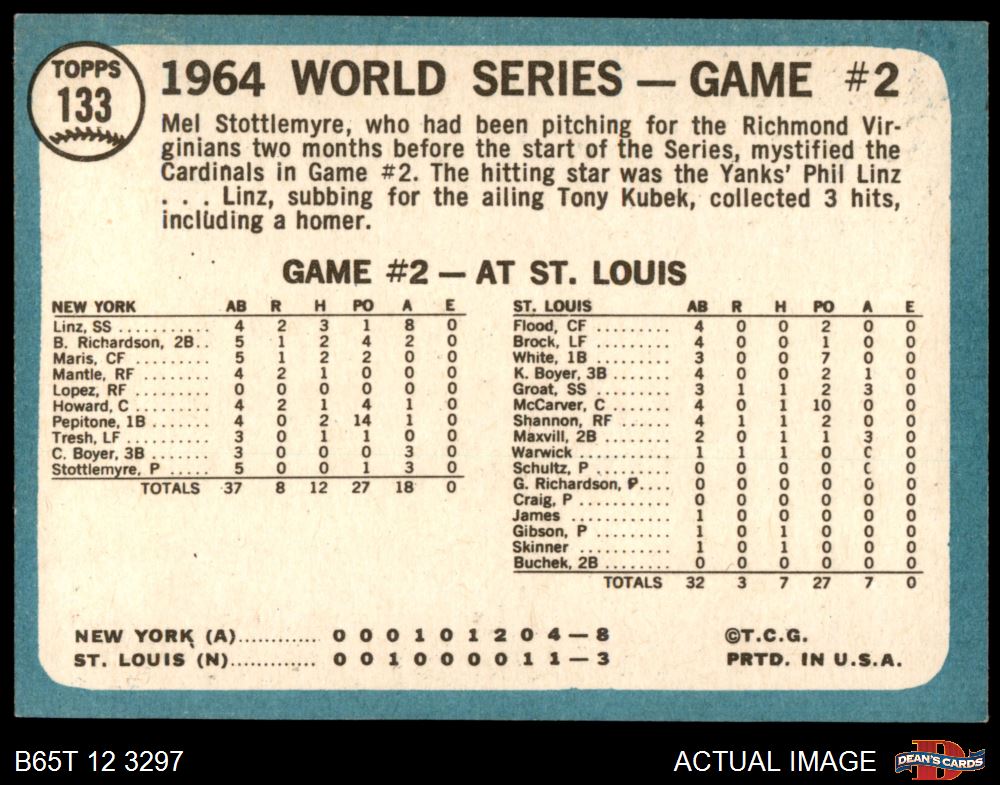 TOPPS
133
1964 WORLD SERIES — GAME #2
Mel Stottlemyre, who had been pitching for the Richmond Vir-
ginians two months before the start of the Series, mystified the
Cardinals in Game #2. The hitting star was the Yanks' Phil Linz
. . . Linz, subbing for the ailing Tony Kubek, collected 3 hits,
including a homer.
GAME #2 — AT ST. LOUIS
NEW YORK AB R H PO A E
Linz, SS ........... 4 2 3 1 8 0
B. Richardson, 2B.. 5 1 2 4 2 0
Maris, CF ......... 5 1 2 2 0 0
Mantle, RF ........ 4 2 1 0 0 0
Lopez, RF ......... 0 0 0 0 0 0
Howard, C ......... 4 2 1 4 1 0
Pepitone, 1B ....... 4 0 2 14 1 0
Tresh, LF .......... 3 0 1 1 0 0
C. Boyer, 3B ....... 3 0 0 0 3 0
Stottlemyre, P ..... 5 0 0 1 3 0
TOTALS 37 8 12 27 18 0
ST. LOUIS AB R H PO A E
Flood, CF ......... 4 0 0 2 0 0
Brock, LF ......... 4 0 0 1 0 0
White, 1B ......... 3 0 0 7 0 0
K. Boyer, 3B ....... 4 0 0 2 1 0
Groat, SS ......... 3 1 1 2 3 0
McCarver, C ....... 4 0 1 10 0 0
Shannon, RF ...... 4 1 1 2 0 0
Maxvill, 2B ........ 2 0 1 1 3 0
Warwick .......... 1 1 1 0 0 0
Schultz, P ......... 0 0 0 0 0 0
G. Richardson, P.... 0 0 0 0 0 0
Craig, P ........... 0 0 0 0 0 0
James ............ 1 0 0 0 0 0
Gibson, P ......... 1 0 1 0 0 0
Skinner .......... 1 0 1 0 0 0
Buchek, 2B ........ 0 0 0 0 0 0
TOTALS 32 3 7 27 7 0
NEW YORK (A)............ 0 0 0 1 0 1 2 0 4 — 8
ST. LOUIS (N)............. 0 0 1 0 0 0 0 1 1 — 3
©T.C.G.
PRTD. IN U.S.A.
B65T 12 3297
ACTUAL IMAGE
D
DEAN'S CARDS